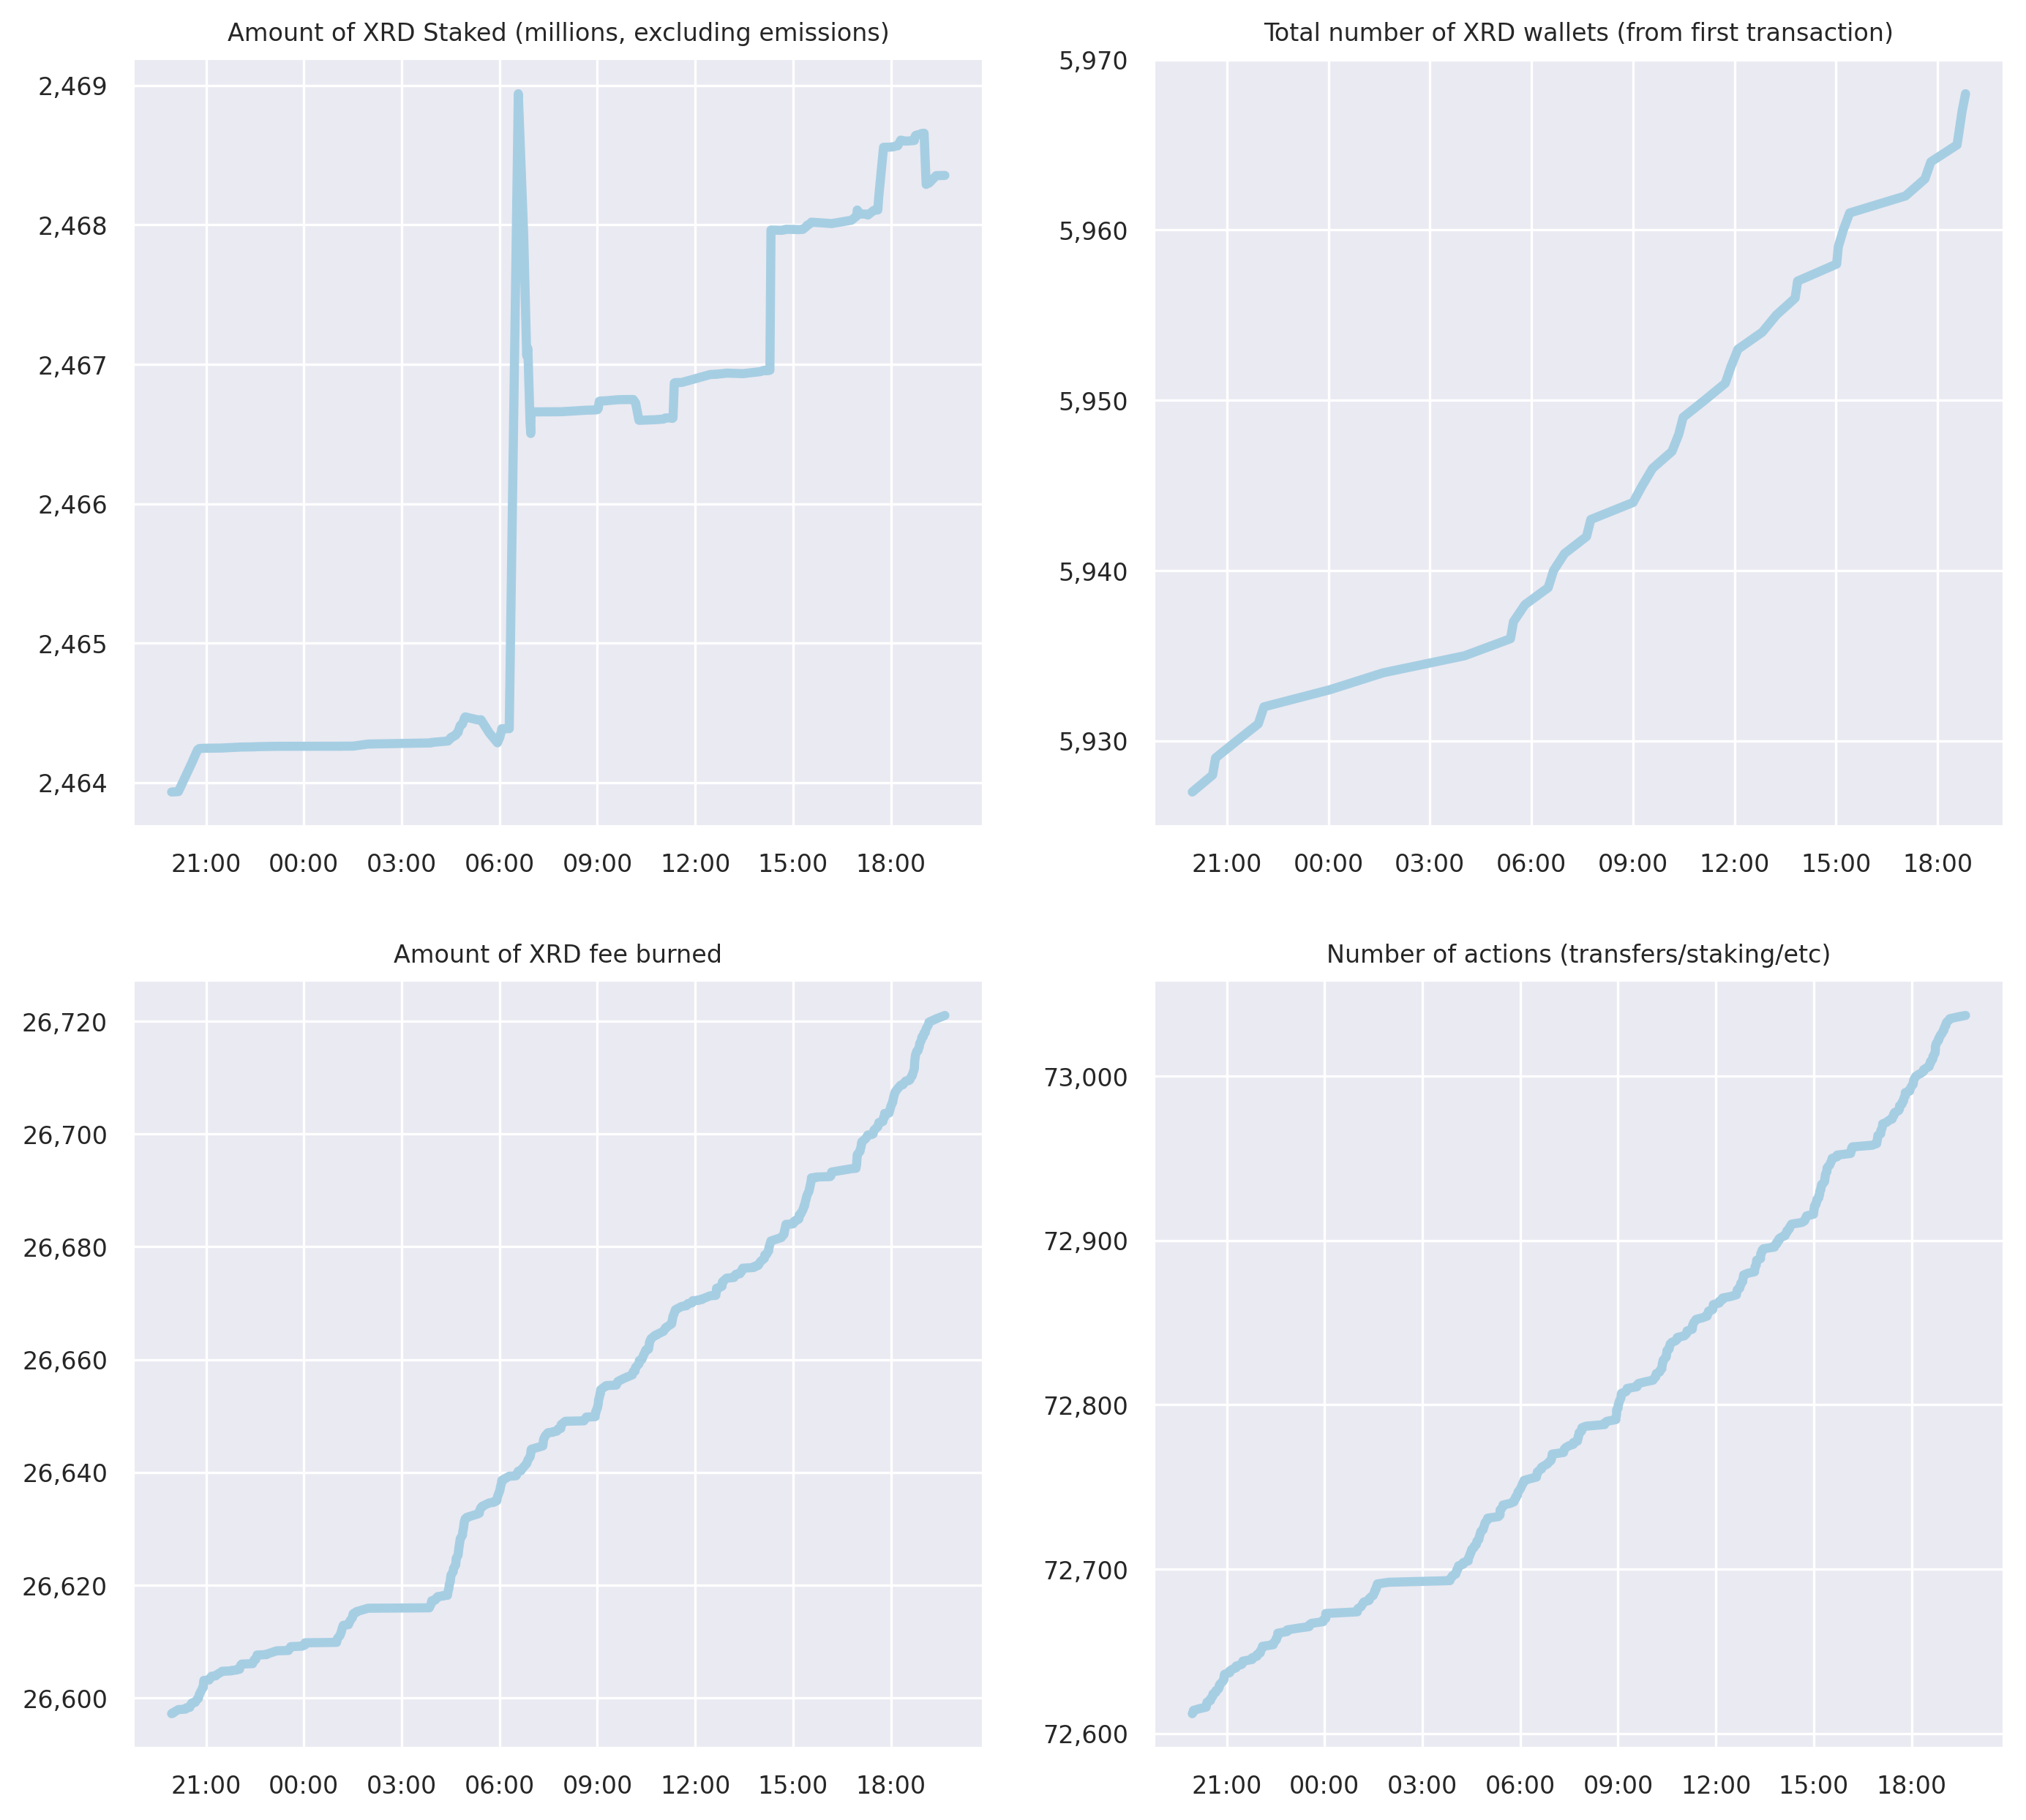 Amount of XRD Staked (millions, excluding emissions)
2,469
2,468
2,467
2,466
2,465
2,464
21:00 00:00 03:00 06:00 09:00 12:00 15:00 18:00
Total number of XRD wallets (from first transaction)
5,970
5,960
5,950
5,940
5,930
21:00 00:00 03:00 06:00 09:00 12:00 15:00 18:00
Amount of XRD fee burned
26,720
26,700
26,680
26,660
26,640
26,620
26,600
21:00 00:00 03:00 06:00 09:00 12:00 15:00 18:00
Number of actions (transfers/staking/etc)
73,000
72,900
72,800
72,700
72,600
21:00 00:00 03:00 06:00 09:00 12:00 15:00 18:00